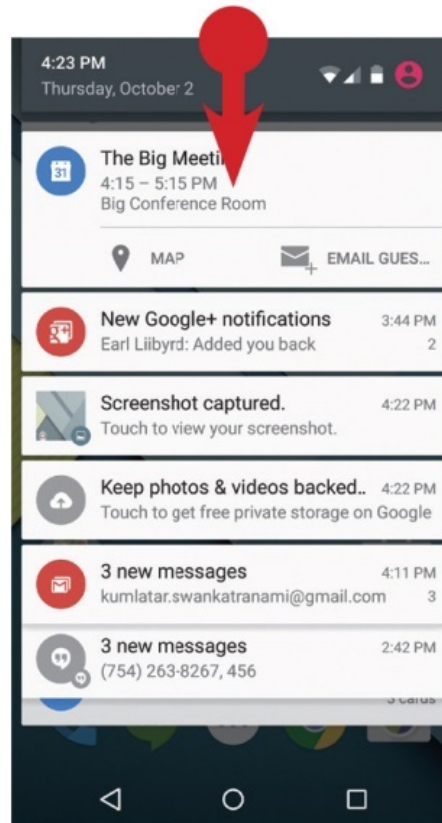 4:23 PM
Thursday, October 2
31
The Big Meeti
4:15 – 5:15 PM
Big Conference Room
MAP
EMAIL GUES...
New Google+ notifications 3:44 PM
Earl Liibyrd: Added you back 2
Screenshot captured. 4:22 PM
Touch to view your screenshot.
Keep photos & videos backed.. 4:22 PM
Touch to get free private storage on Google
3 new messages 4:11 PM
kumlatar.swankatranami@gmail.com 3
3 new messages 2:42 PM
(754) 263-8267, 456
3 cards